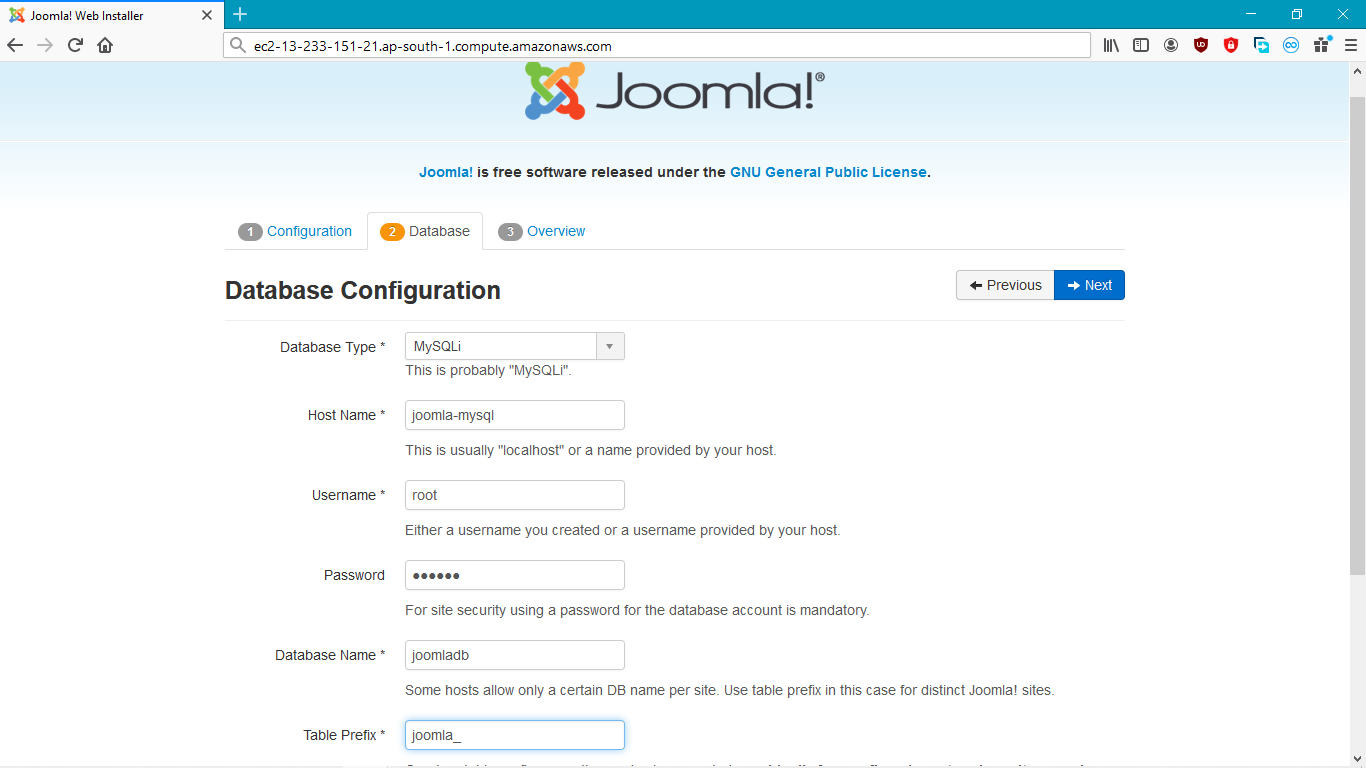 Joomla! Web Installer
ec2-13-233-151-21.ap-south-1.compute.amazonaws.com
Joomla!®
Joomla! is free software released under the GNU General Public License.
1 Configuration 2 Database 3 Overview
Database Configuration
Previous Next
Database Type * MySQLi
This is probably "MySQLi".
Host Name * joomla-mysql
This is usually "localhost" or a name provided by your host.
Username * root
Either a username you created or a username provided by your host.
Password ●●●●●●
For site security using a password for the database account is mandatory.
Database Name * joomladb
Some hosts allow only a certain DB name per site. Use table prefix in this case for distinct Joomla! sites.
Table Prefix * joomla_